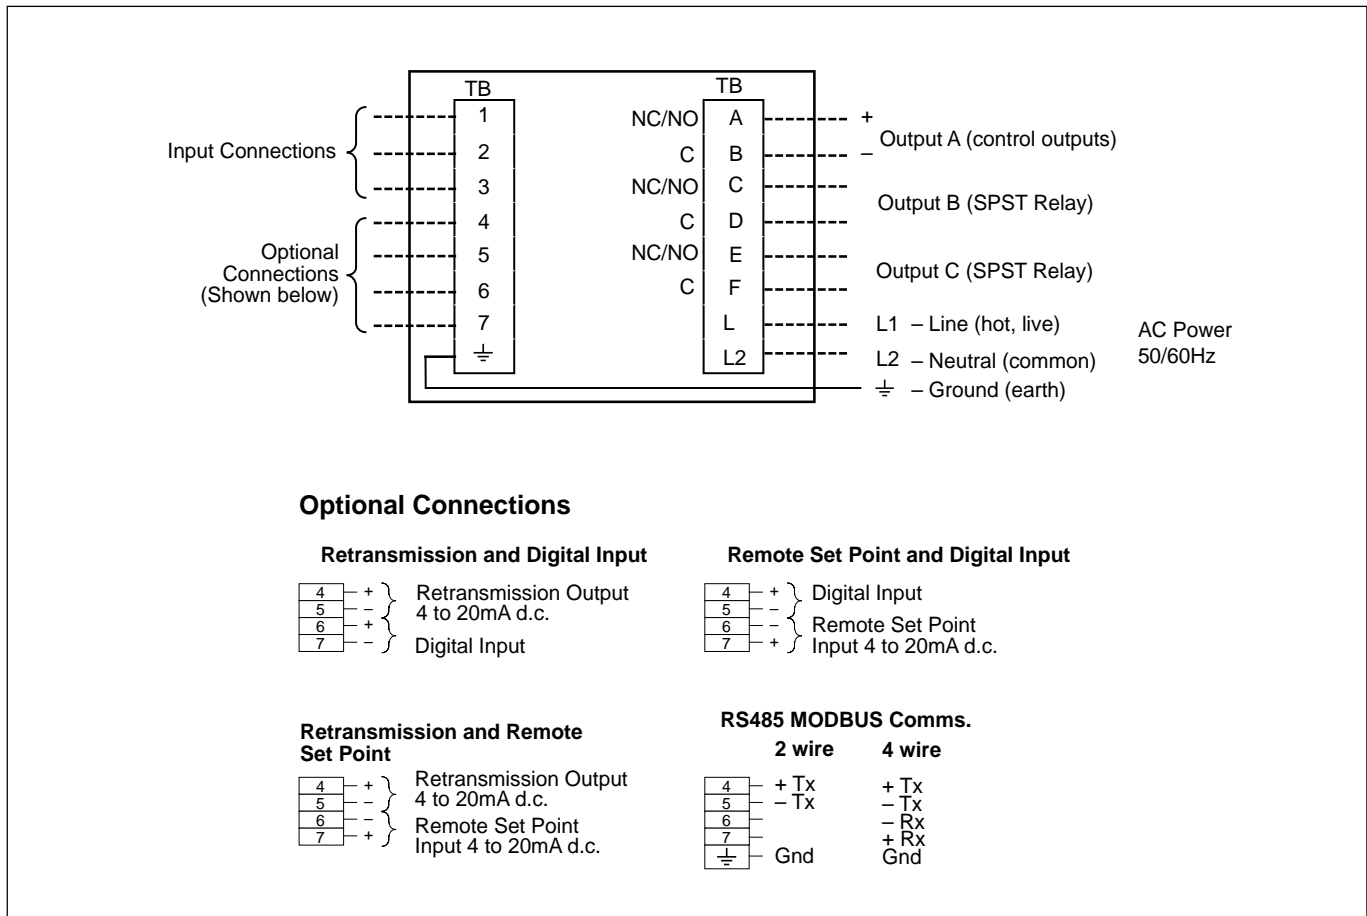 TB
TB
1
NC/NO A +
Input Connections
Output A (control outputs)
2
C B –
3
NC/NO C
Output B (SPST Relay)
4
C D
Optional
Connections
(Shown below)
5
NC/NO E
Output C (SPST Relay)
6
C F
7
L L1 – Line (hot, live)
AC Power
50/60Hz
L2 L2 – Neutral (common)
– Ground (earth)
Optional Connections
Retransmission and Digital Input
4 + Retransmission Output
5 – 4 to 20mA d.c.
6 +
7 – Digital Input
Remote Set Point and Digital Input
4 + Digital Input
5 –
6 – Remote Set Point
7 + Input 4 to 20mA d.c.
Retransmission and Remote
Set Point
4 + Retransmission Output
5 – 4 to 20mA d.c.
6 – Remote Set Point
7 + Input 4 to 20mA d.c.
RS485 MODBUS Comms.
2 wire 4 wire
4 + Tx + Tx
5 – Tx – Tx
6 – Rx
7 + Rx
Gnd Gnd